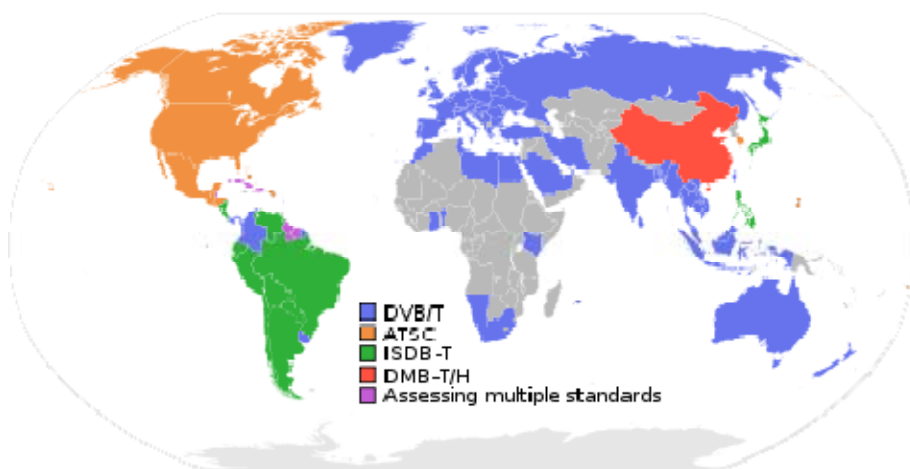 DVB/T
ATSC
ISDB-T
DMB-T/H
Assessing multiple standards